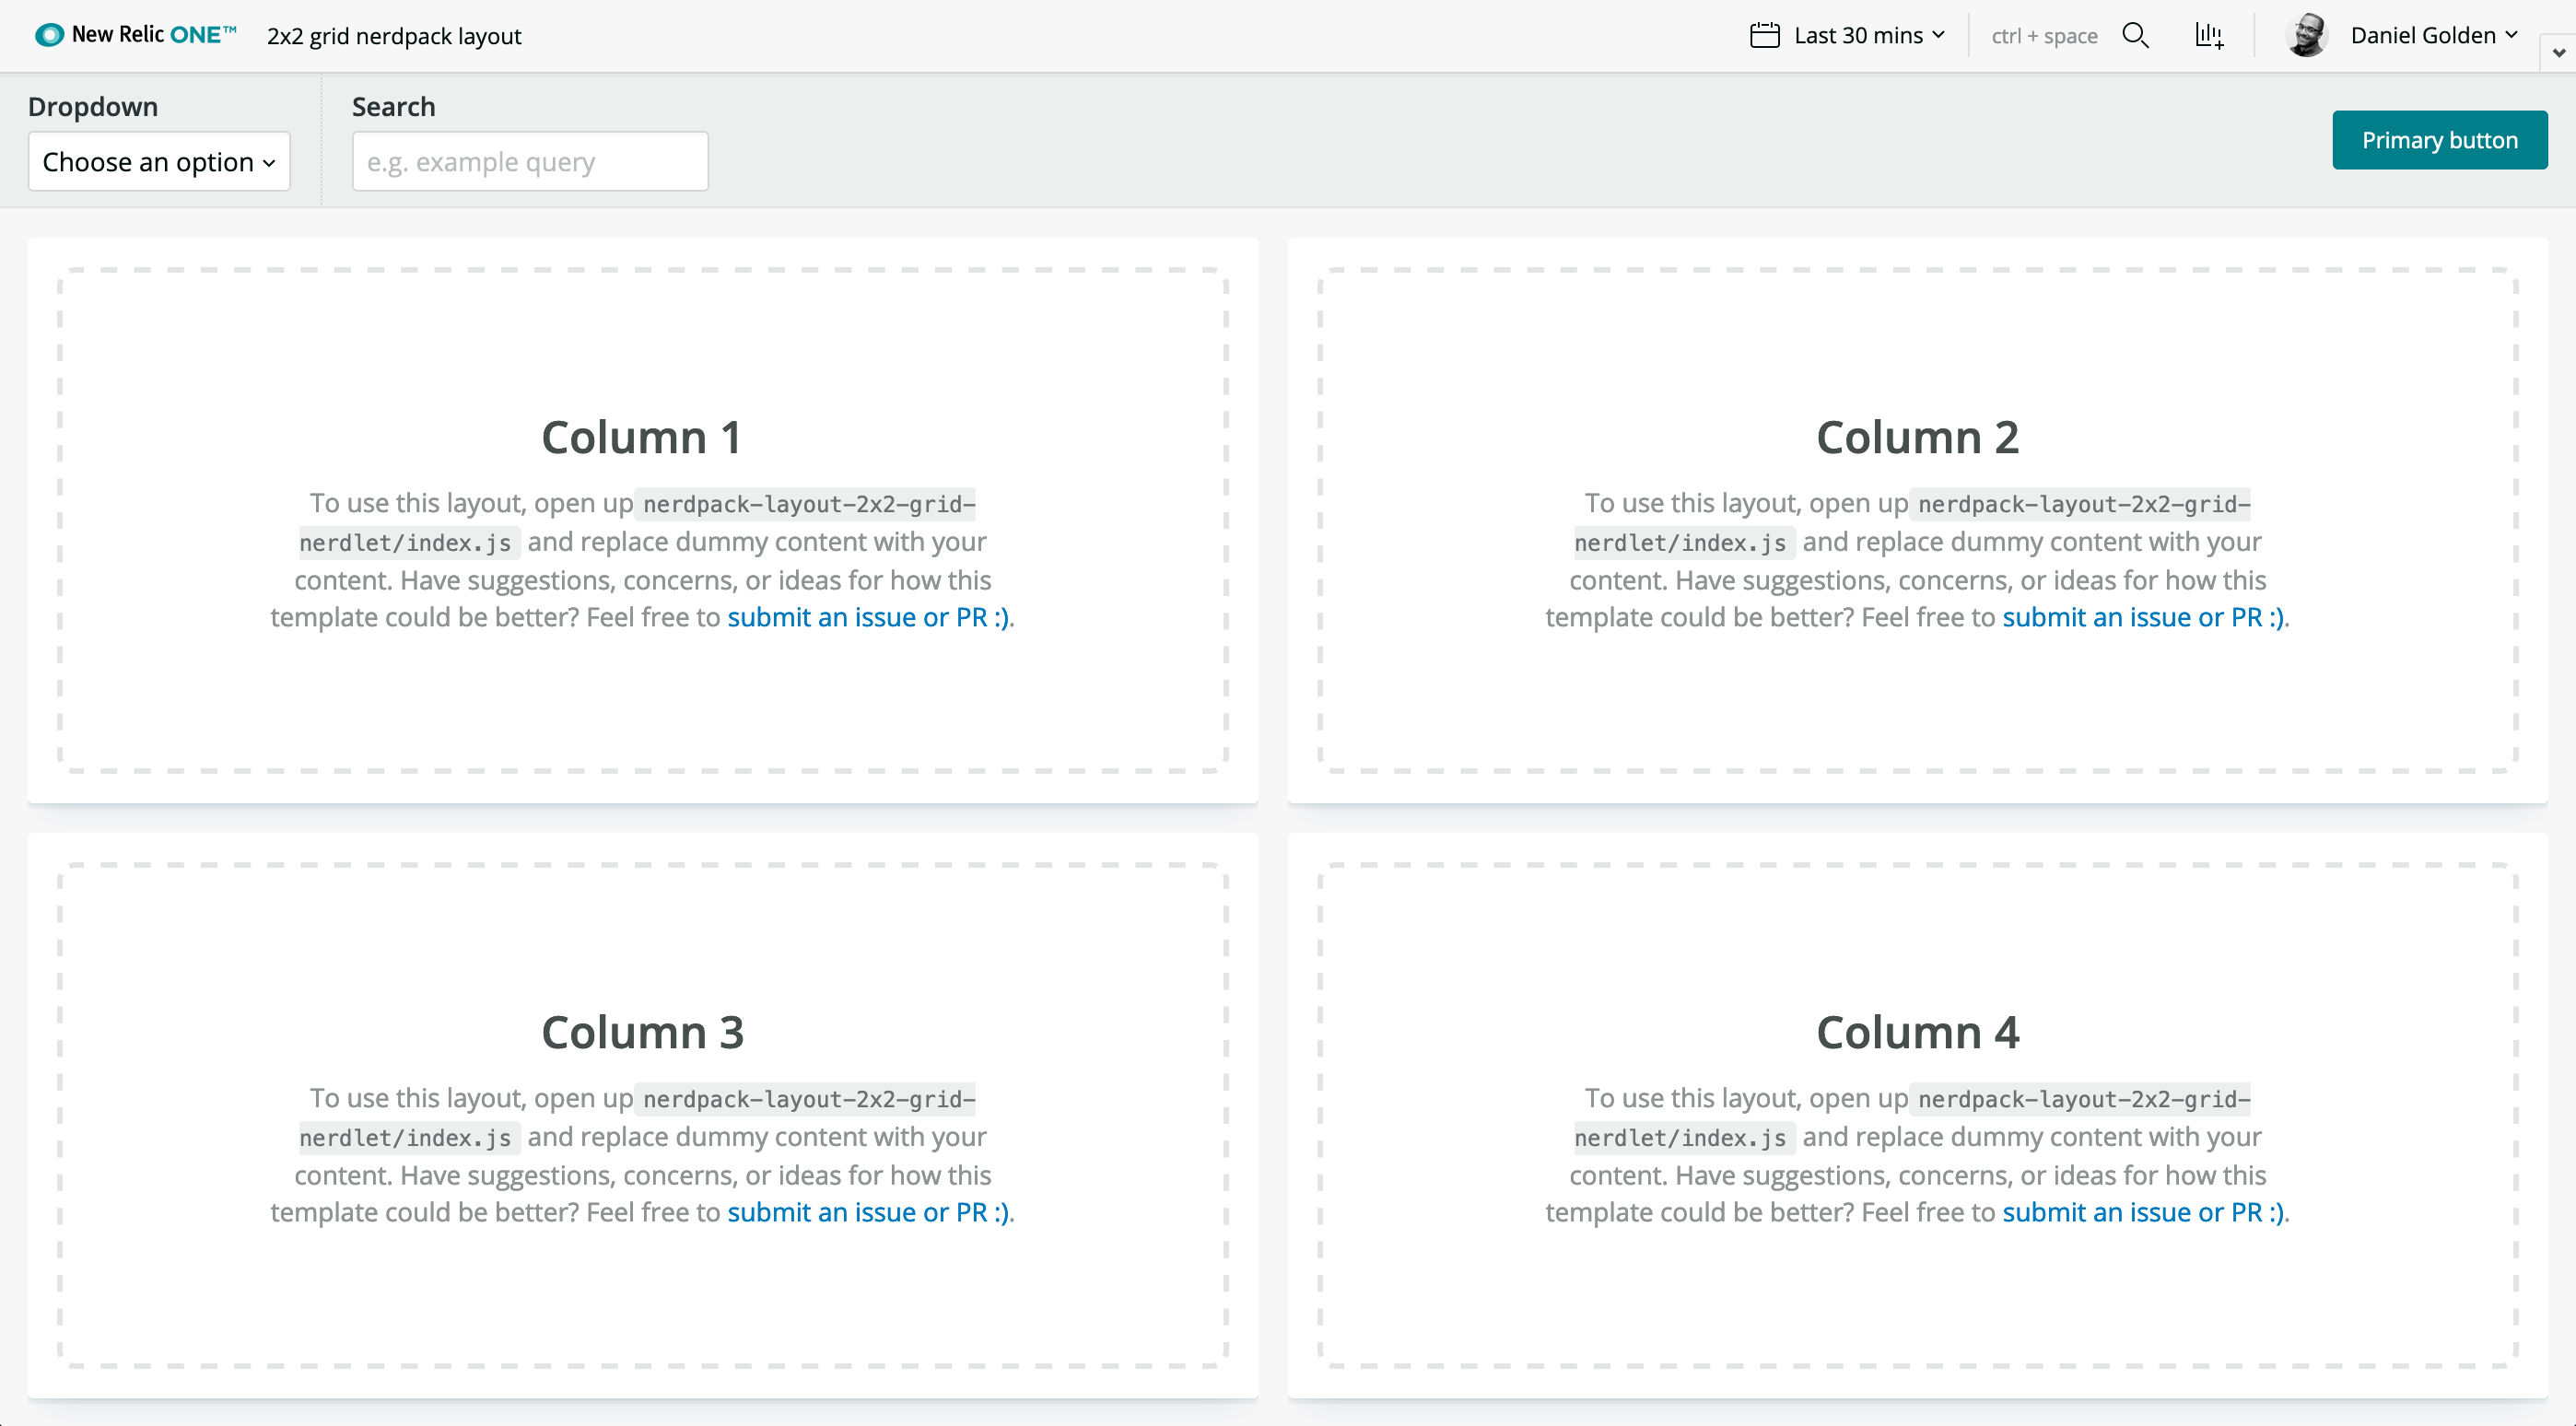 New Relic ONE™ 2x2 grid nerdpack layout Last 30 mins ctrl + space Daniel Golden
Dropdown Search
Choose an option e.g. example query Primary button
Column 1
To use this layout, open up nerdpack-layout-2x2-grid-
nerdlet/index.js and replace dummy content with your
content. Have suggestions, concerns, or ideas for how this
template could be better? Feel free to submit an issue or PR :).
Column 2
To use this layout, open up nerdpack-layout-2x2-grid-
nerdlet/index.js and replace dummy content with your
content. Have suggestions, concerns, or ideas for how this
template could be better? Feel free to submit an issue or PR :).
Column 3
To use this layout, open up nerdpack-layout-2x2-grid-
nerdlet/index.js and replace dummy content with your
content. Have suggestions, concerns, or ideas for how this
template could be better? Feel free to submit an issue or PR :).
Column 4
To use this layout, open up nerdpack-layout-2x2-grid-
nerdlet/index.js and replace dummy content with your
content. Have suggestions, concerns, or ideas for how this
template could be better? Feel free to submit an issue or PR :).